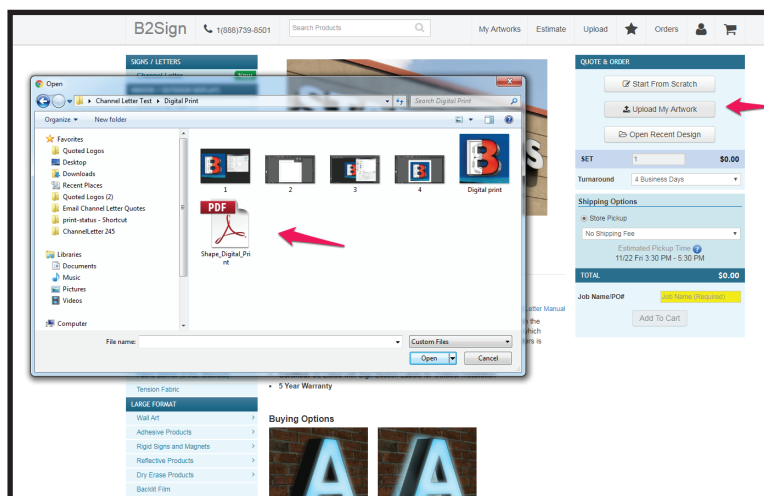 B2Sign
1(888)739-8501
Search Products
My Artworks
Estimate
Upload
Orders
SIGNS / LETTERS
Channel Letter
New
QUOTE & ORDER
Start From Scratch
Upload My Artwork
Open Recent Design
SET
1
$0.00
Turnaround
4 Business Days
Shipping Options
Store Pickup
No Shipping Fee
Estimated Pickup Time
11/22 Fri 3:30 PM - 5:30 PM
TOTAL
$0.00
Job Name/PO#
Job Name (Required)
Add To Cart
Open
Channel Letter Test
Digital Print
Search Digital Print
Organize
New folder
Favorites
Quoted Logos
Desktop
Downloads
Recent Places
Quoted Logos (2)
Email Channel Letter Quotes
print-status - Shortcut
ChannelLetter 245
Libraries
Documents
Music
Pictures
Videos
Computer
1
2
3
4
Digital print
PDF
Shape_Digital_Pri
nt
File name:
Custom Files
Open
Cancel
Letter Manual
n the
which
ers is
Tension Fabric
5 Year Warranty
LARGE FORMAT
Wall Art
Adhesive Products
Rigid Signs and Magnets
Reflective Products
Dry Erase Products
Backlit Film
Buying Options
A
A